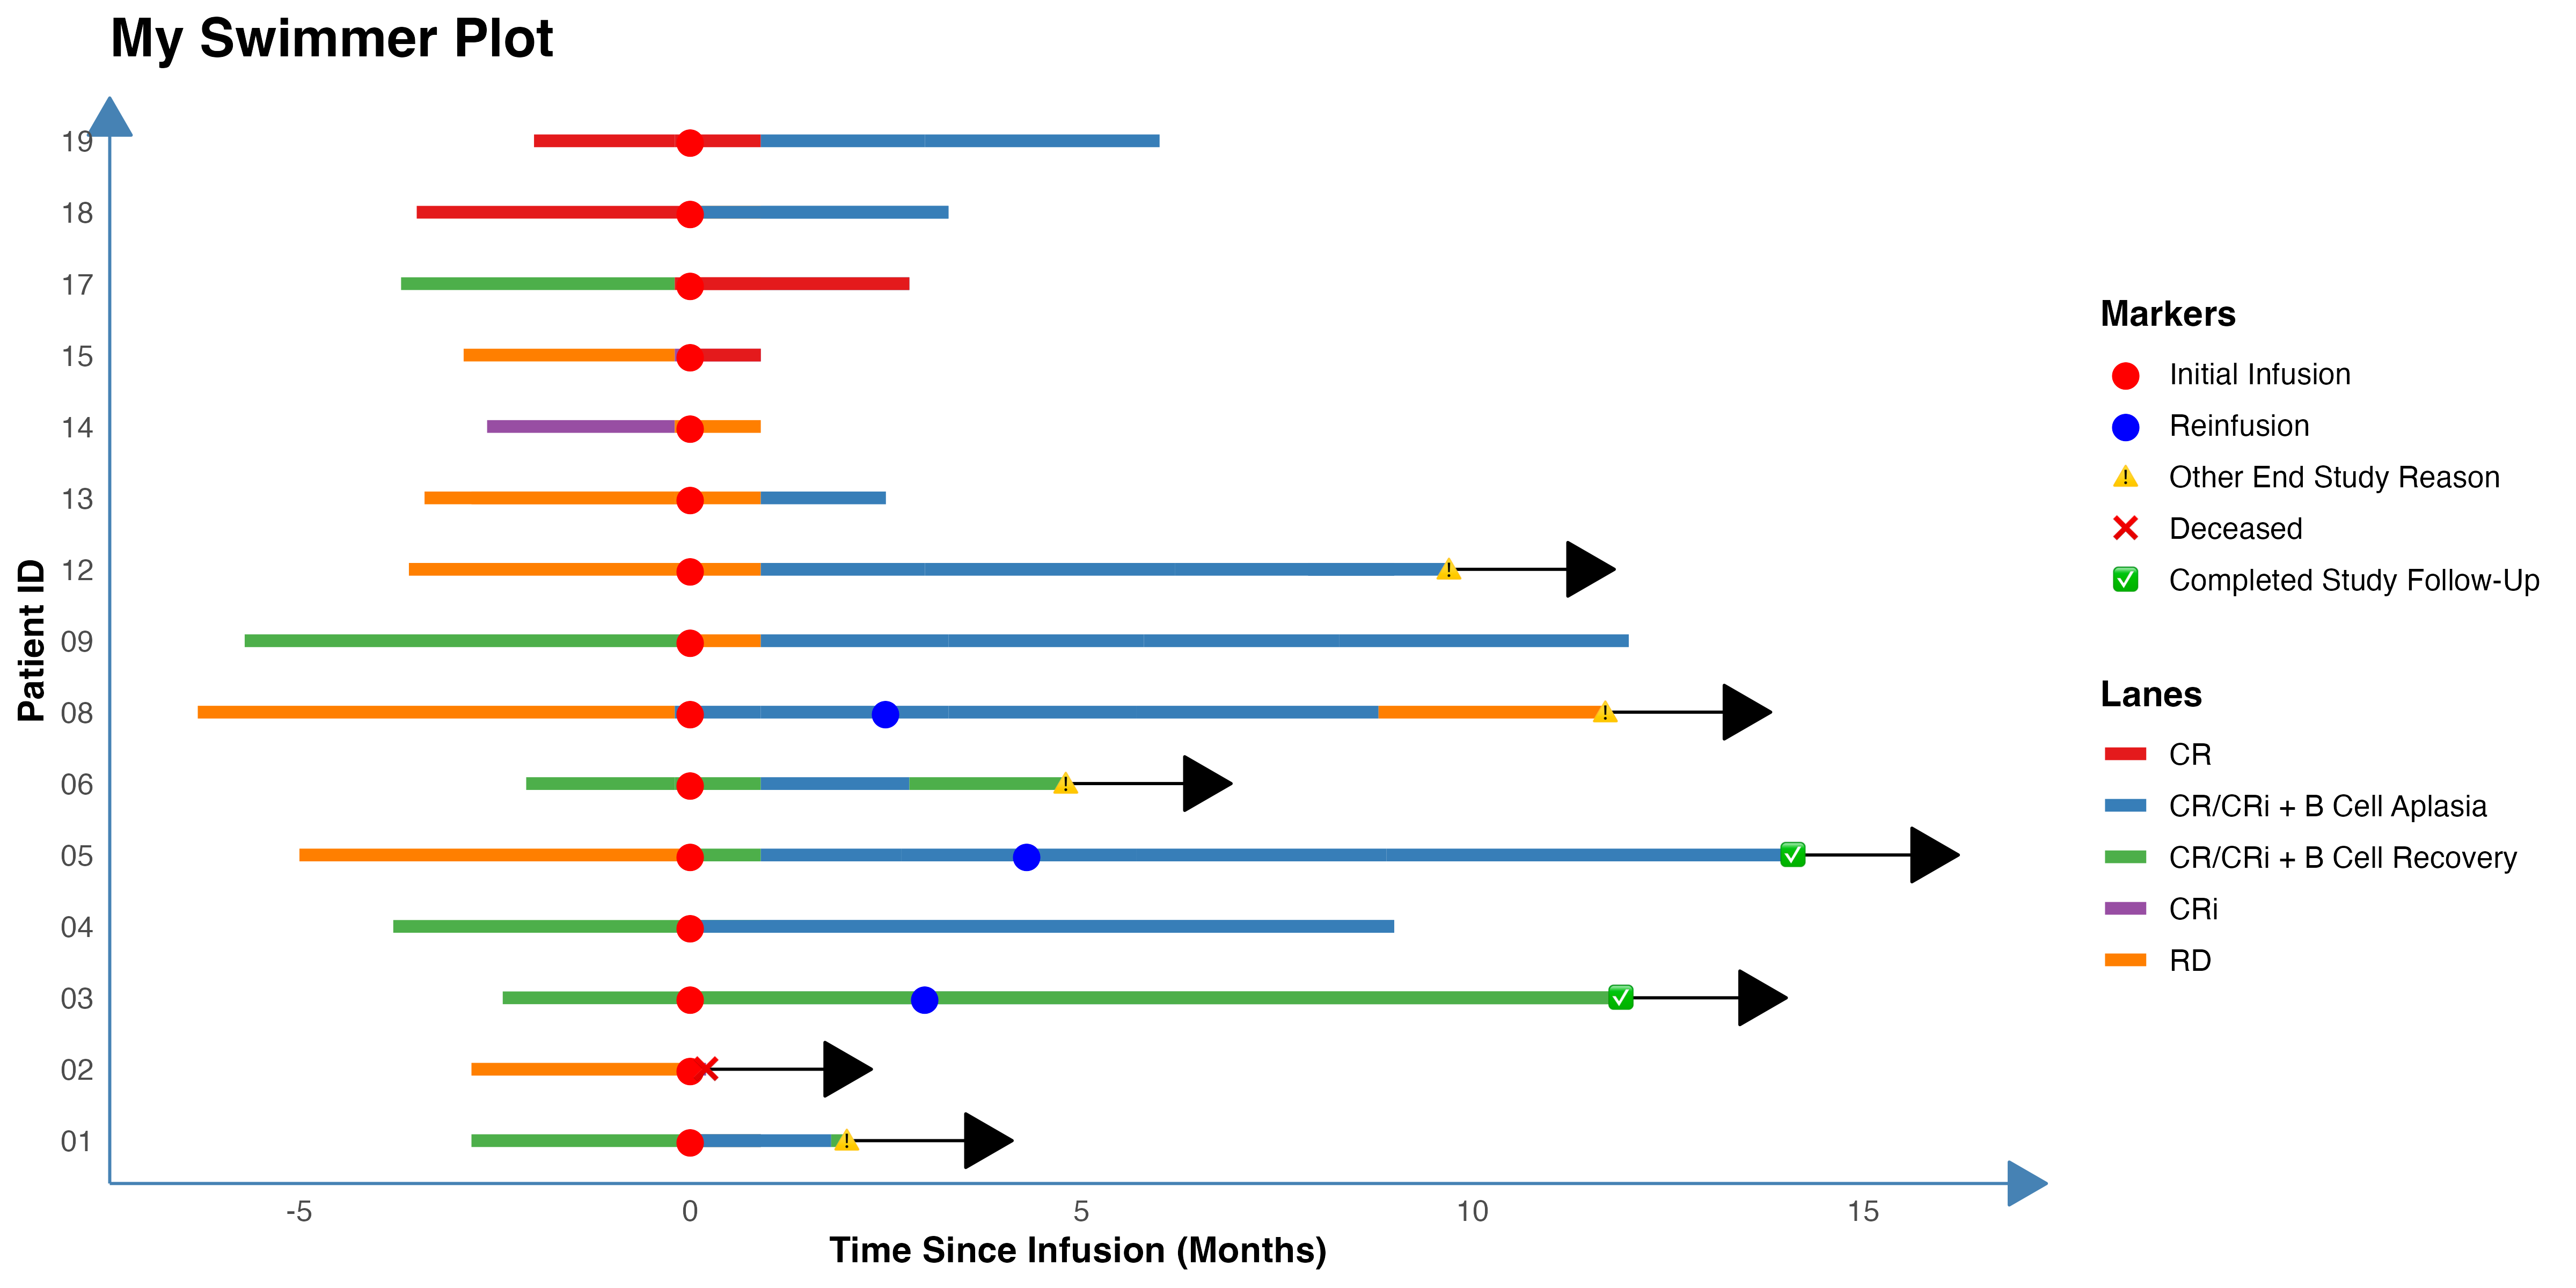 My Swimmer Plot
Patient ID
19
18
17
15
14
13
12
09
08
06
05
04
03
02
01
-5
0
5
10
15
Time Since Infusion (Months)
Markers
Initial Infusion
Reinfusion
Other End Study Reason
Deceased
Completed Study Follow-Up
Lanes
CR
CR/CRi + B Cell Aplasia
CR/CRi + B Cell Recovery
CRi
RD